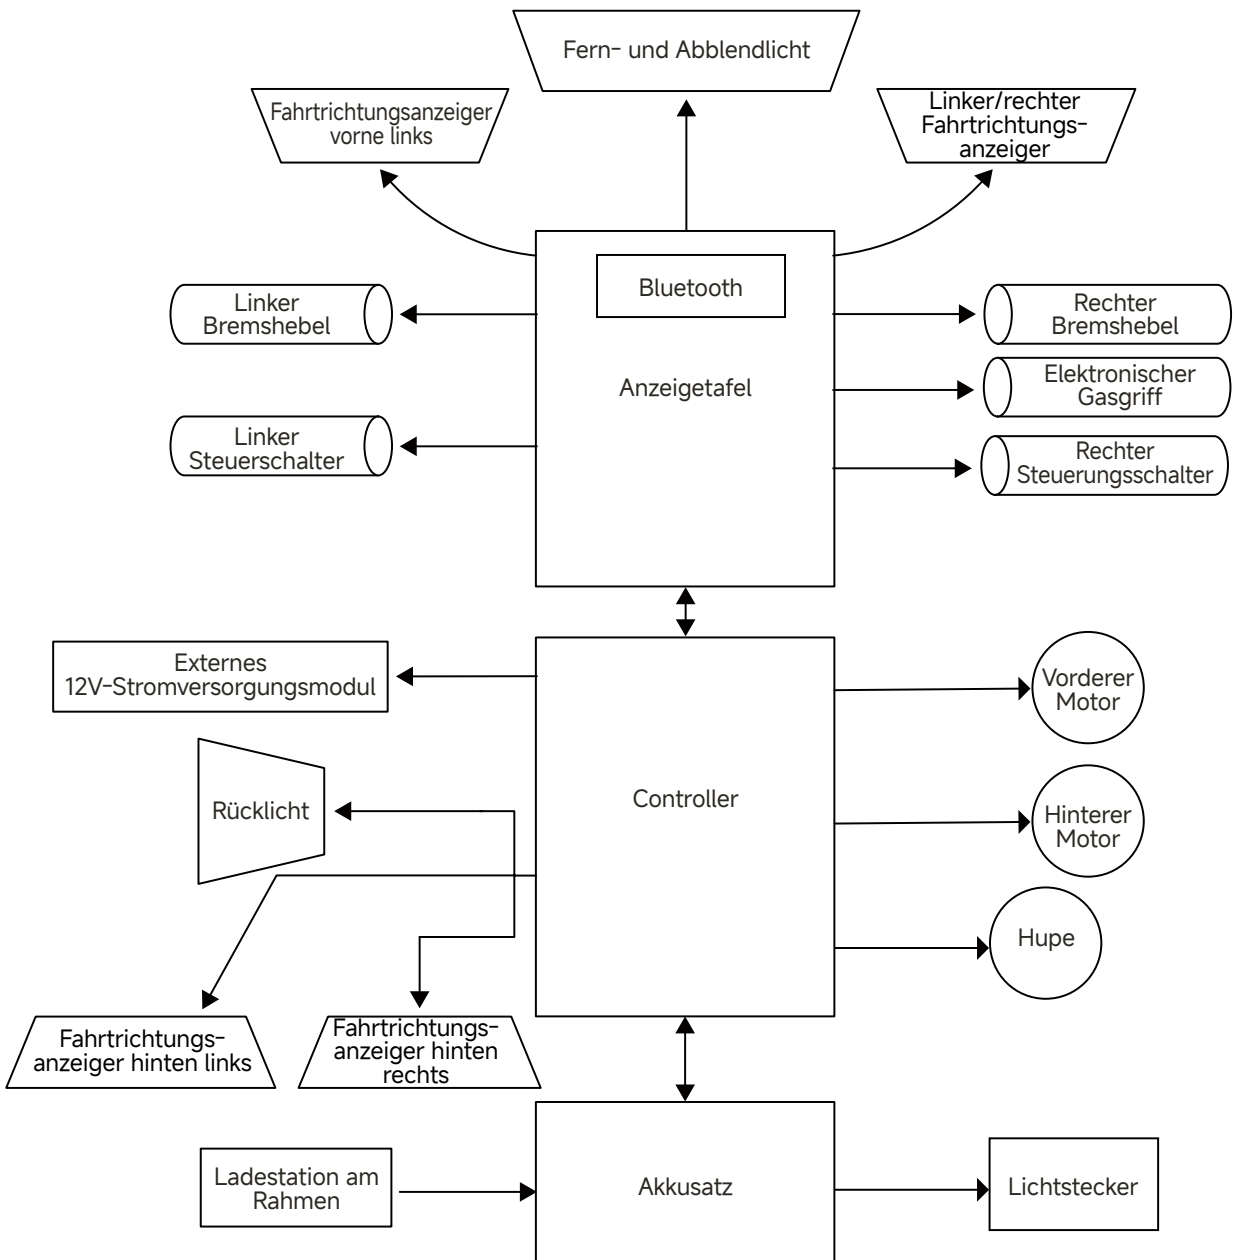 Fern- und Abblendlicht
Fahrtrichtungsanzeiger
vorne links
Linker/rechter
Fahrtrichtungs-
anzeiger
Bluetooth
Linker
Bremshebel
Rechter
Bremshebel
Anzeigetafel
Elektronischer
Gasgriff
Linker
Steuerschalter
Rechter
Steuerungsschalter
Externes
12V-Stromversorgungsmodul
Vorderer
Motor
Rücklicht
Controller
Hinterer
Motor
Hupe
Fahrtrichtungs-
anzeiger hinten links
Fahrtrichtungs-
anzeiger hinten
rechts
Ladestation am
Rahmen
Akkusatz
Lichtstecker